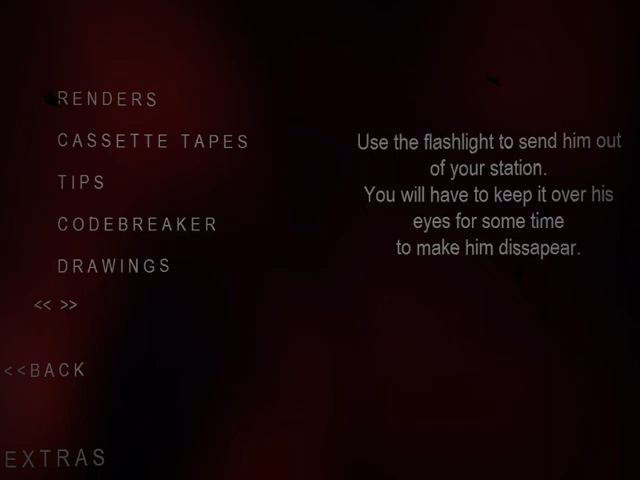 RENDERS
CASSETTE TAPES
TIPS
CODEBREAKER
DRAWINGS
<< >>
<<BACK
EXTRAS
Use the flashlight to send him out
of your station.
You will have to keep it over his
eyes for some time
to make him dissapear.